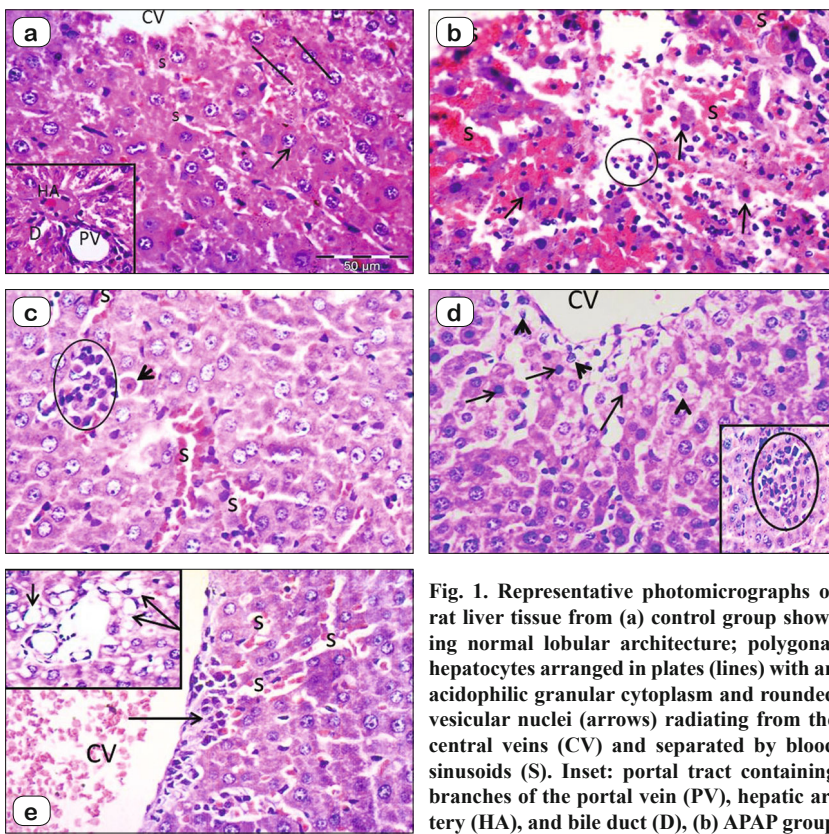 a
CV
s
s
HA
D
PV
50 μm
b
s
S
S
S
c
S
S
S
d
CV
e
S
S
S
CV
Fig. 1. Representative photomicrographs o
rat liver tissue from (a) control group show
ing normal lobular architecture; polygona
hepatocytes arranged in plates (lines) with an
acidophilic granular cytoplasm and rounded
vesicular nuclei (arrows) radiating from the
central veins (CV) and separated by blood
sinusoids (S). Inset: portal tract containing
branches of the portal vein (PV), hepatic ar
tery (HA), and bile duct (D), (b) APAP group